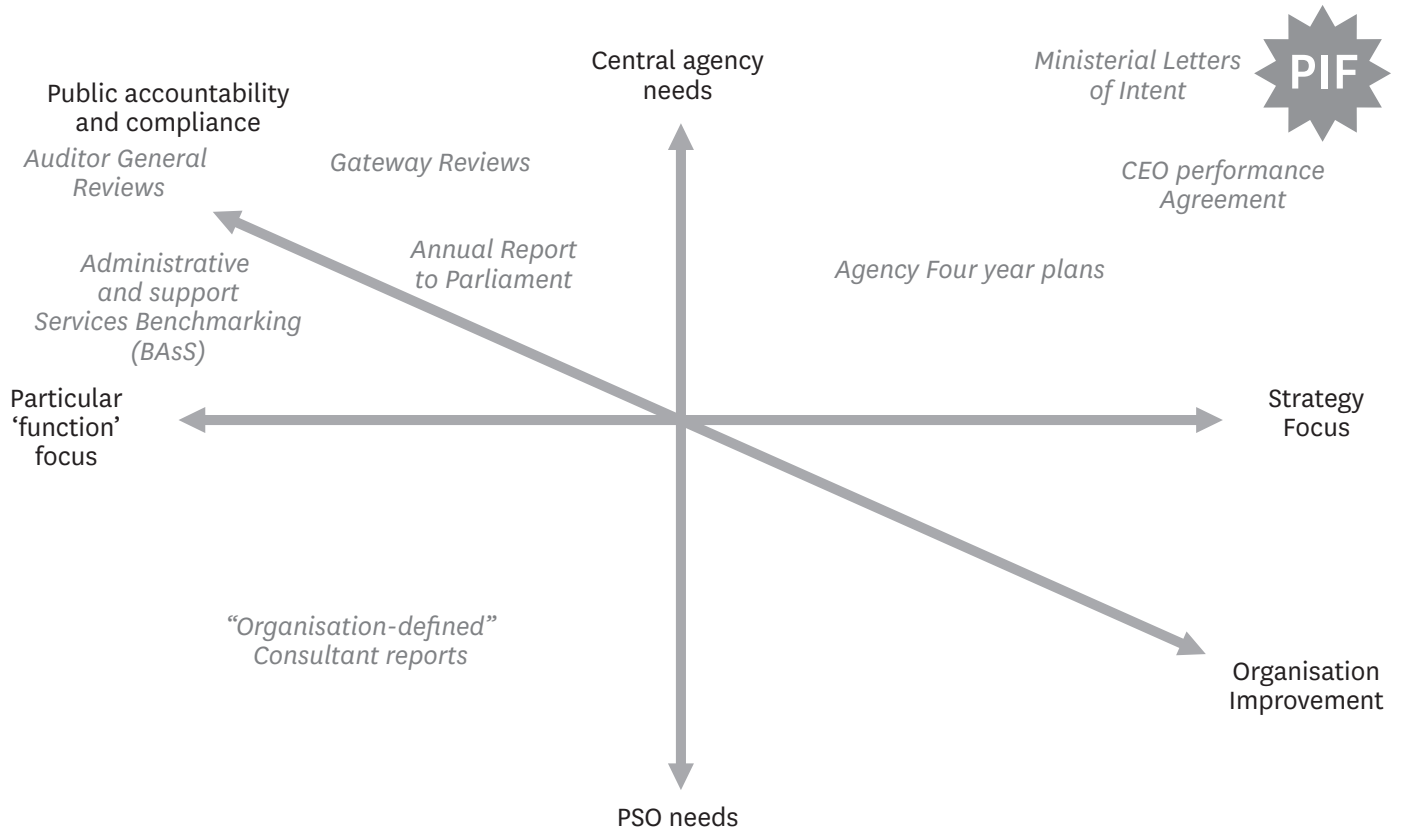 Central agency
needs
Ministerial Letters
of Intent
PIF
Public accountability
and compliance
Auditor General
Reviews
Gateway Reviews
CEO performance
Agreement
Administrative
and support
Services Benchmarking
(BAsS)
Annual Report
to Parliament
Agency Four year plans
Particular
‘function’
focus
Strategy
Focus
“Organisation-defined”
Consultant reports
Organisation
Improvement
PSO needs